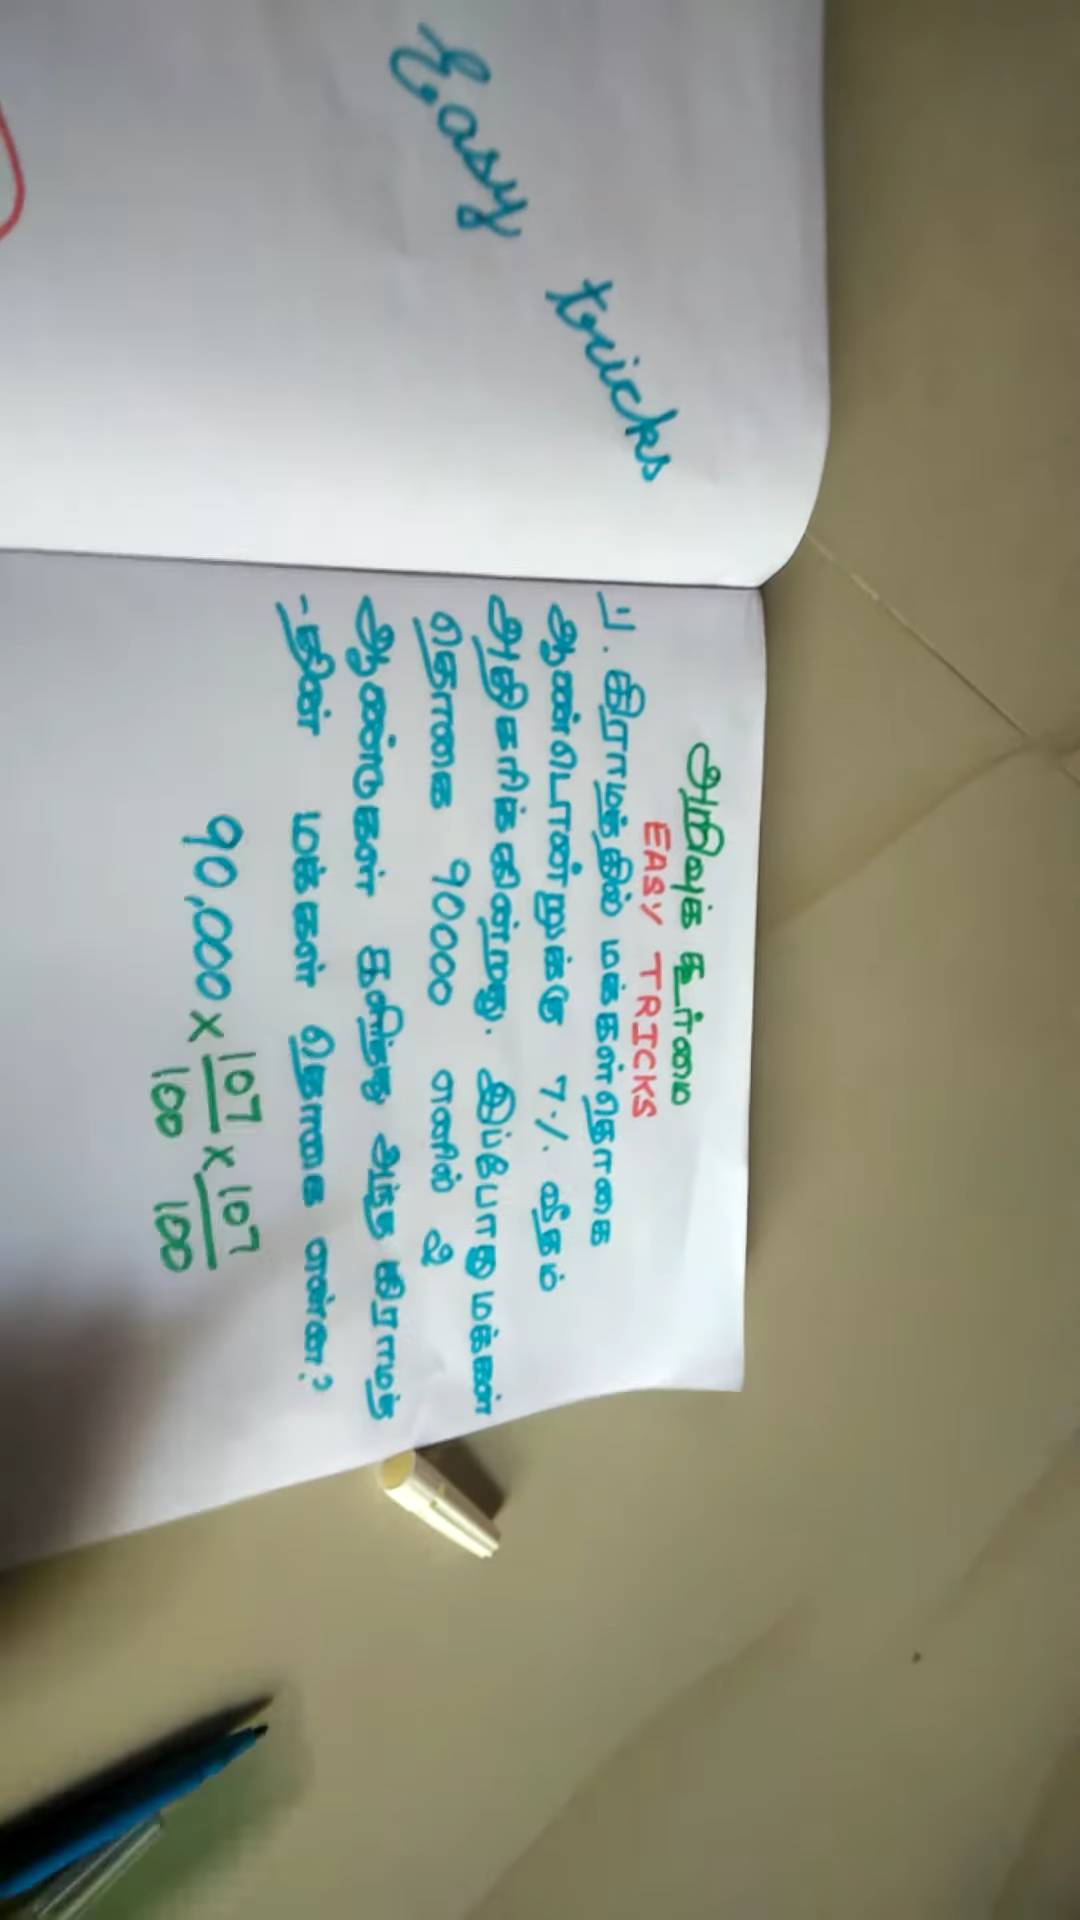 Easy tricks
அறிவுக் கூர்மை
EASY TRICKS
1). கிராமத்தில் மக்கள்தொகை
ஆண்டொன்றுக்கு 7% வீதம்
அதிகரிக்கின்றது. இப்போது மக்கள்
தொகை 90000 எனில் 2
ஆண்டுகள் கழித்து அந்த கிராமத்
-தின் மக்கள் தொகை என்ன?
90,000 × 107/100 × 107/100